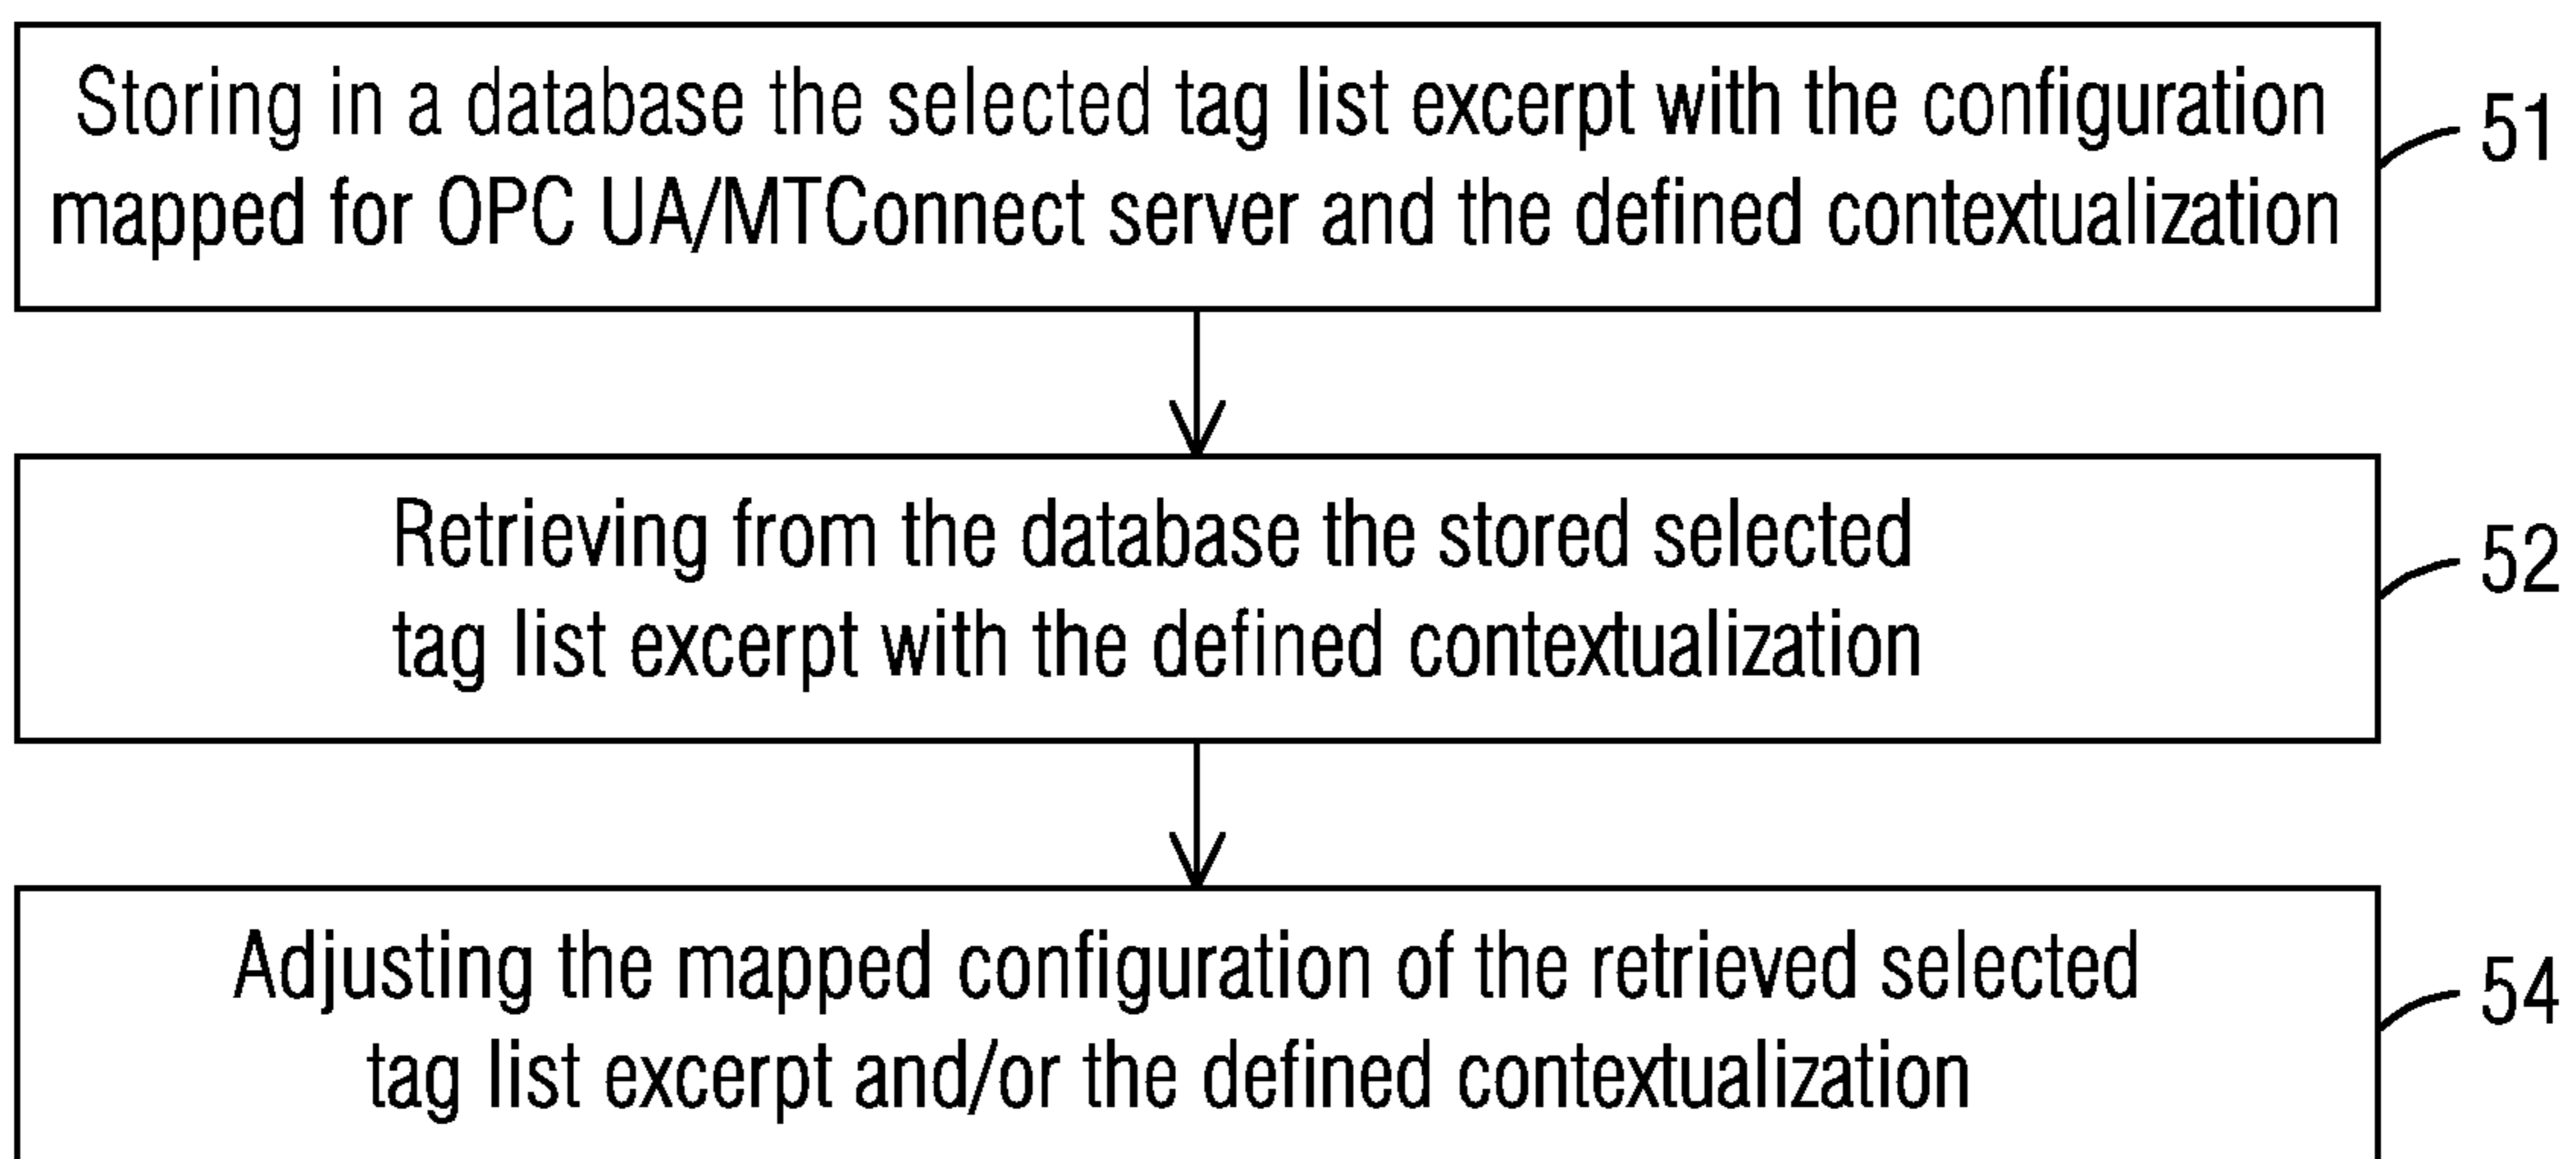 Storing in a database the selected tag list excerpt with the configuration
mapped for OPC UA/MTConnect server and the defined contextualization
51
Retrieving from the database the stored selected
tag list excerpt with the defined contextualization
52
Adjusting the mapped configuration of the retrieved selected
tag list excerpt and/or the defined contextualization
54